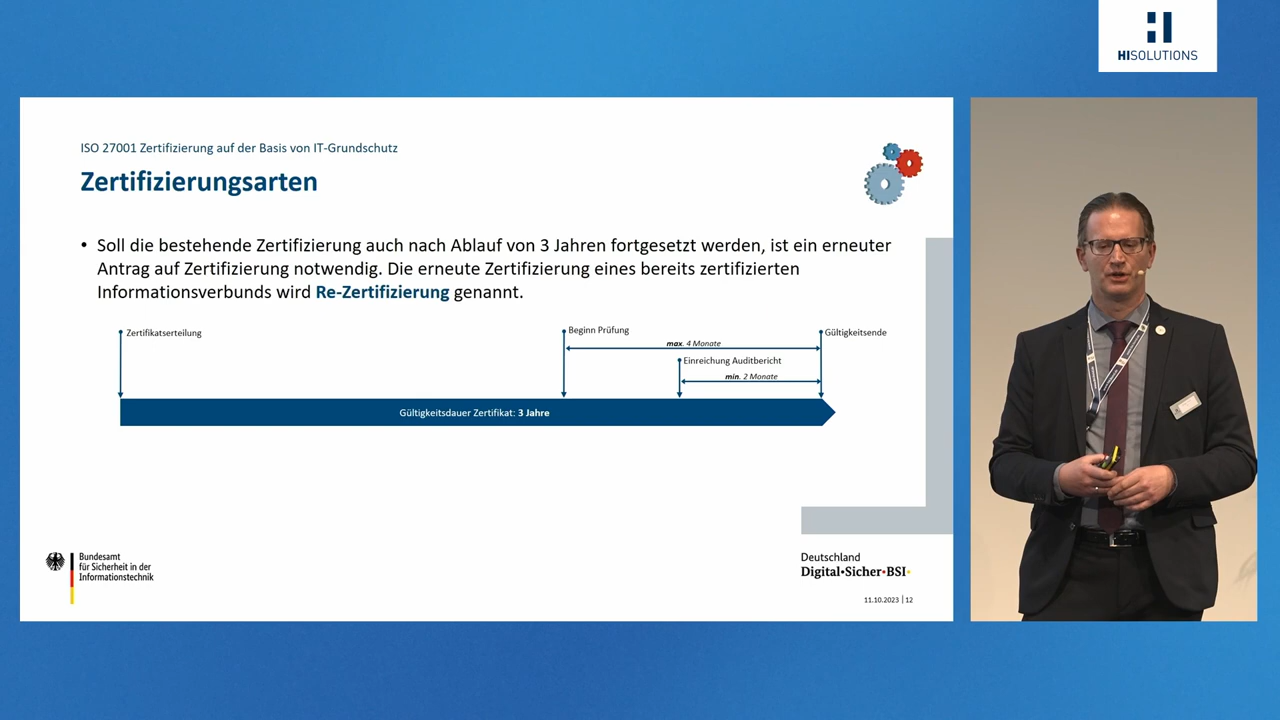 HISOLUTIONS
ISO 27001 Zertifizierung auf der Basis von IT-Grundschutz
Zertifizierungsarten
• Soll die bestehende Zertifizierung auch nach Ablauf von 3 Jahren fortgesetzt werden, ist ein erneuter
Antrag auf Zertifizierung notwendig. Die erneute Zertifizierung eines bereits zertifizierten
Informationsverbunds wird Re-Zertifizierung genannt.
Zertifikatserteilung
Beginn Prüfung
Gültigkeitsende
max. 4 Monate
Einreichung Auditbericht
min. 2 Monate
Gültigkeitsdauer Zertifikat: 3 Jahre
Bundesamt
für Sicherheit in der
Informationstechnik
Deutschland
Digital•Sicher•BSI•
11.10.2023 | 12